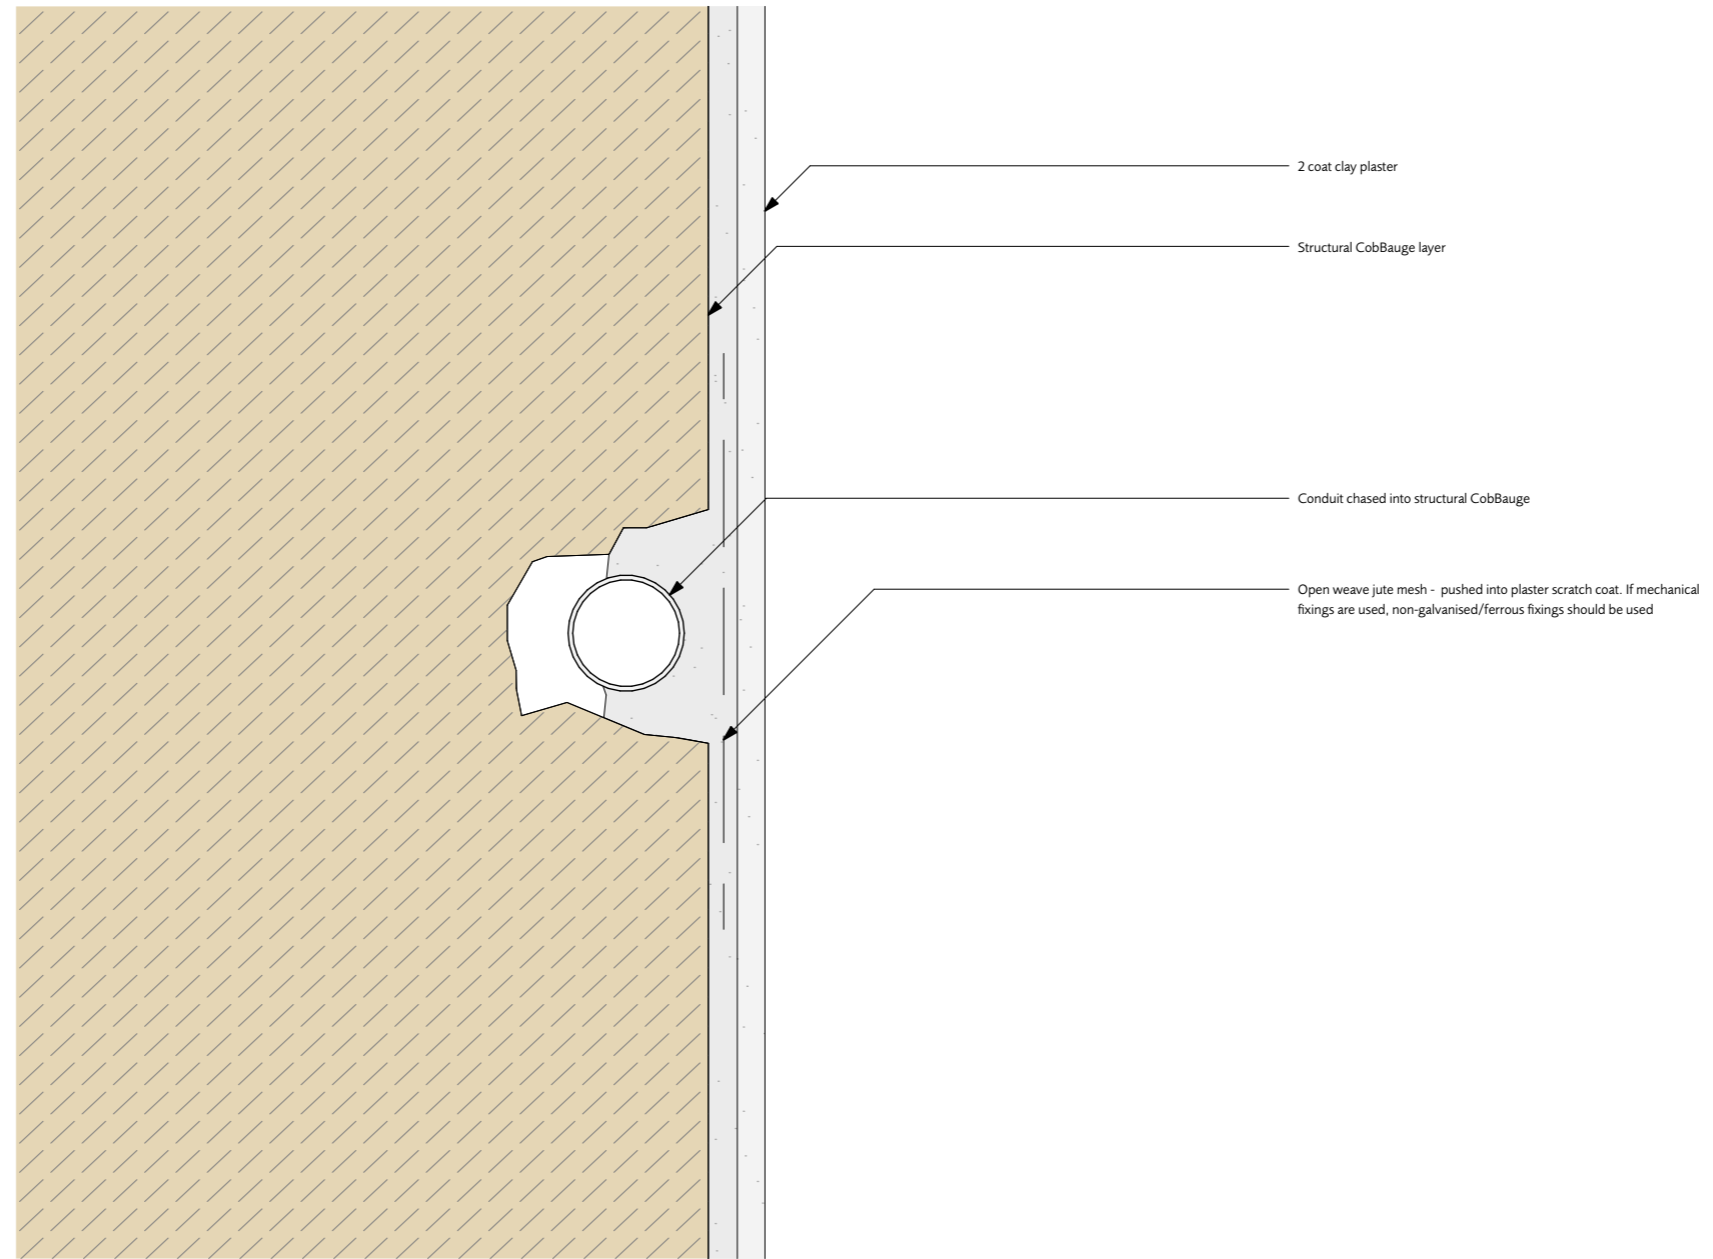 2 coat clay plaster
Structural CobBauge layer
Conduit chased into structural CobBauge
Open weave jute mesh - pushed into plaster scratch coat. If mechanical
fixings are used, non-galvanised/ferrous fixings should be used